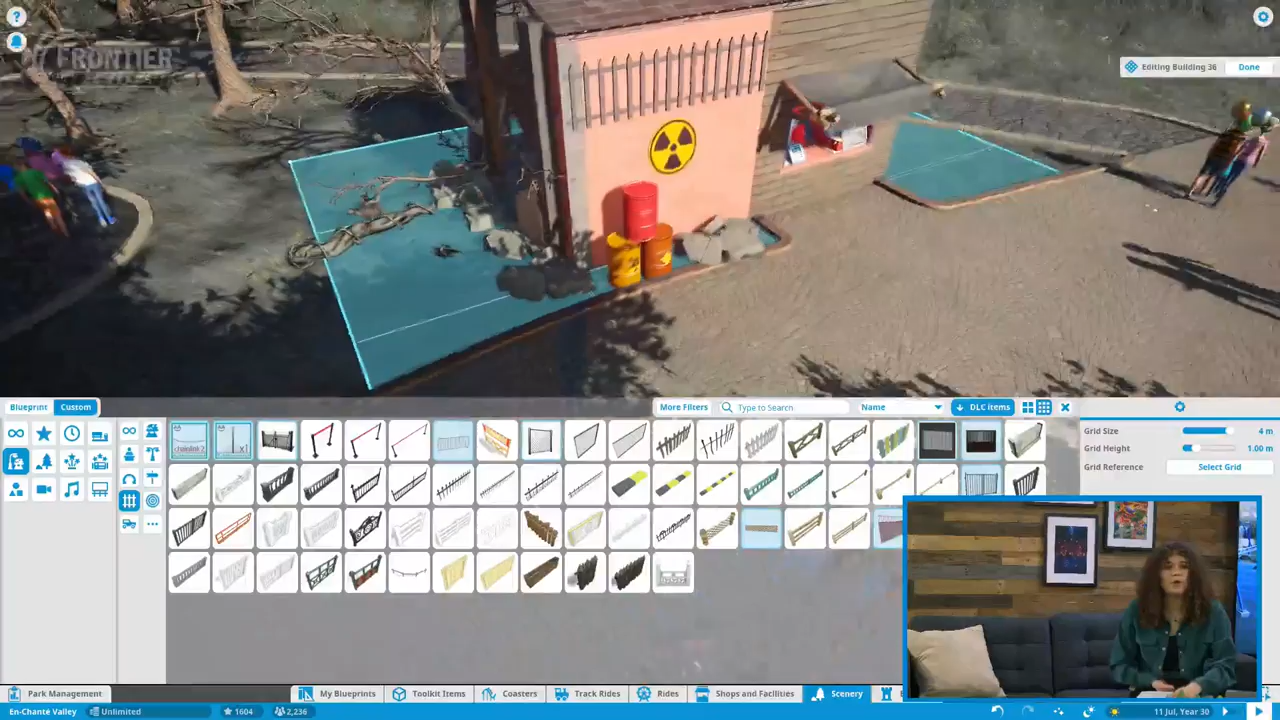 ?
FRONTIER
Editing Building 36
Done
Blueprint
Custom
More Filters
Type to Search
Name
DLC items
Grid Size
4 m
Grid Height
1.00 m
Grid Reference
Select Grid
chainlink2
x1
Park Management
My Blueprints
Toolkit Items
Coasters
Track Rides
Rides
Shops and Facilities
Scenery
En-Chanté Valley
Unlimited
1604
2,236
11 Jul, Year 30